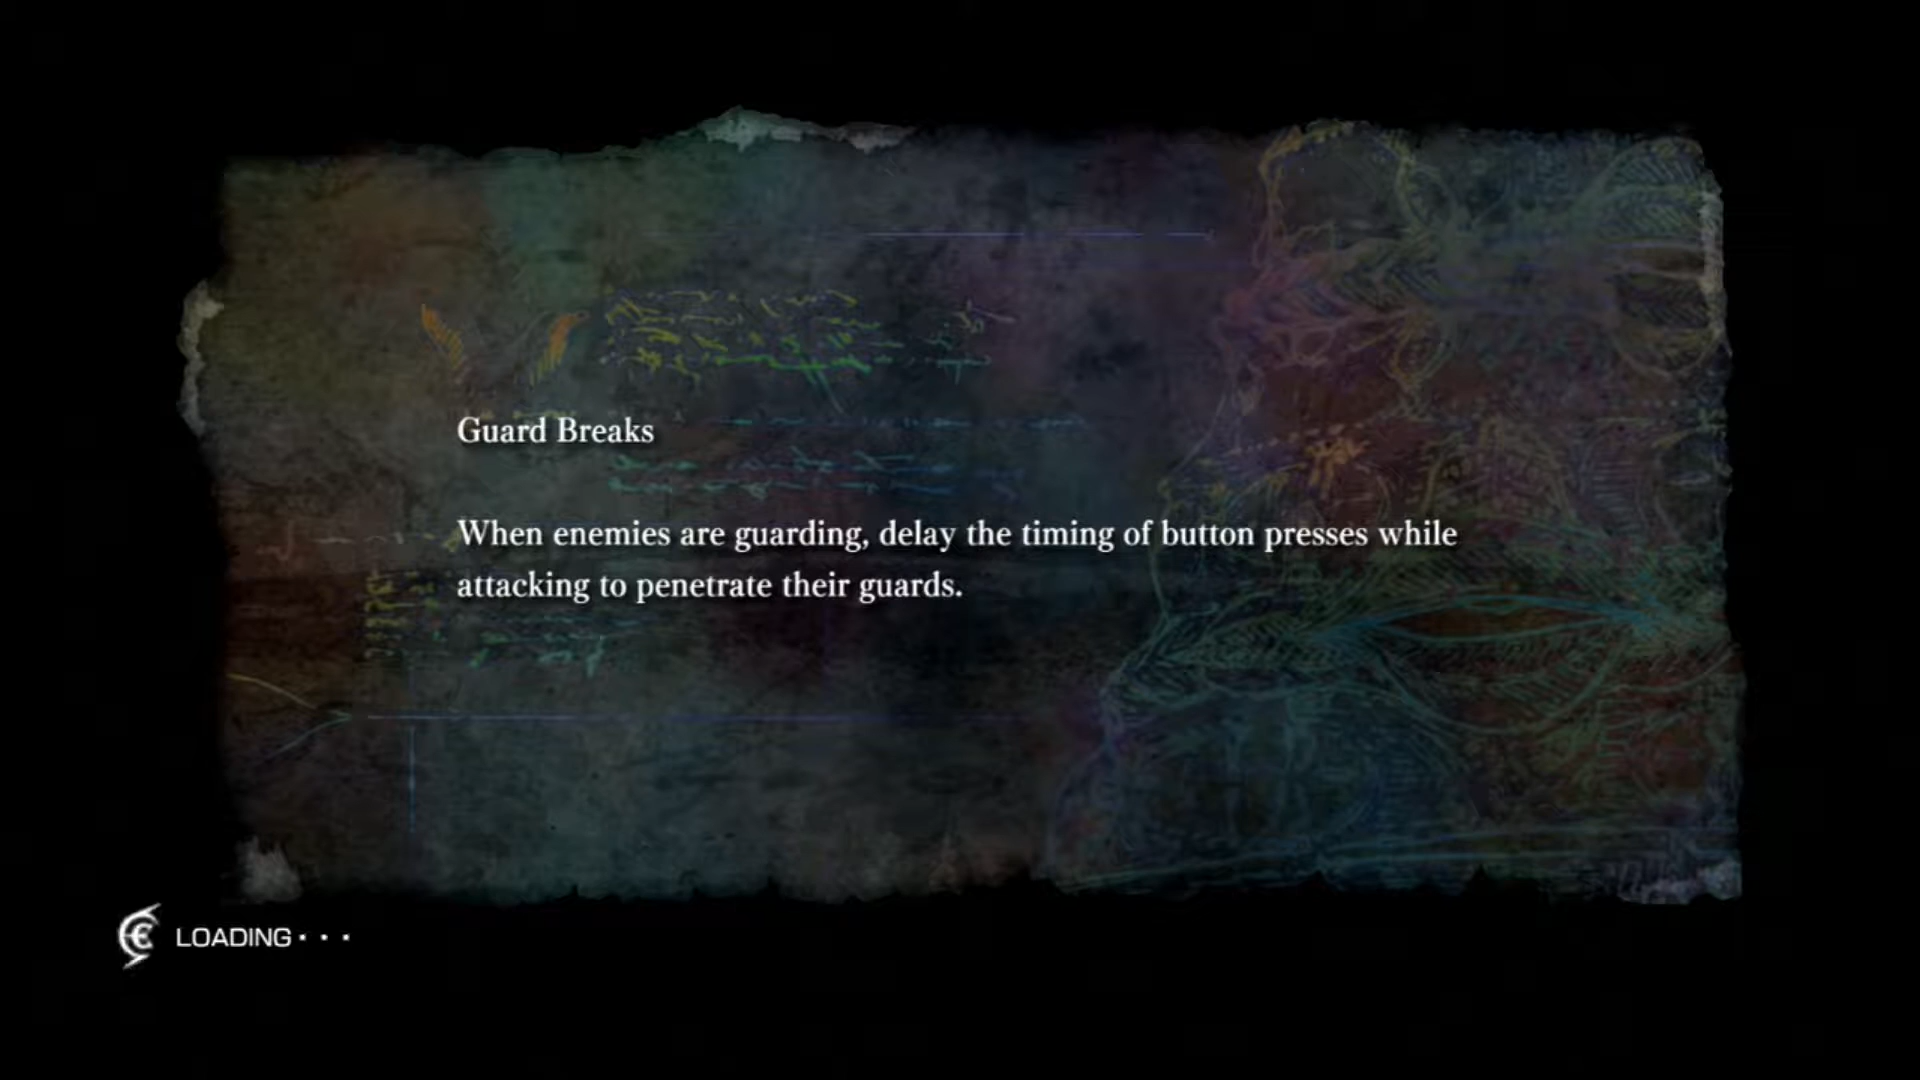 Guard Breaks
When enemies are guarding, delay the timing of button presses while
attacking to penetrate their guards.
LOADING...